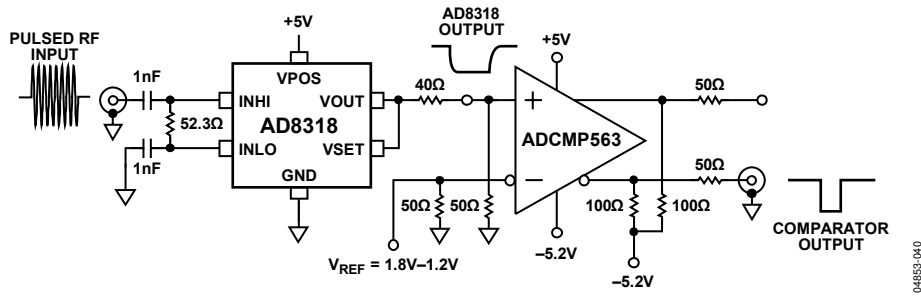 PULSED RF
INPUT
+5V
AD8318
OUTPUT
+5V
1nF
VPOS
40Ω
50Ω
INHI
VOUT
+
52.3Ω
AD8318
ADCMP563
INLO
VSET
50Ω
1nF
GND
–
50Ω
50Ω
100Ω
100Ω
COMPARATOR
OUTPUT
VREF = 1.8V–1.2V
–5.2V
–5.2V
04853-040